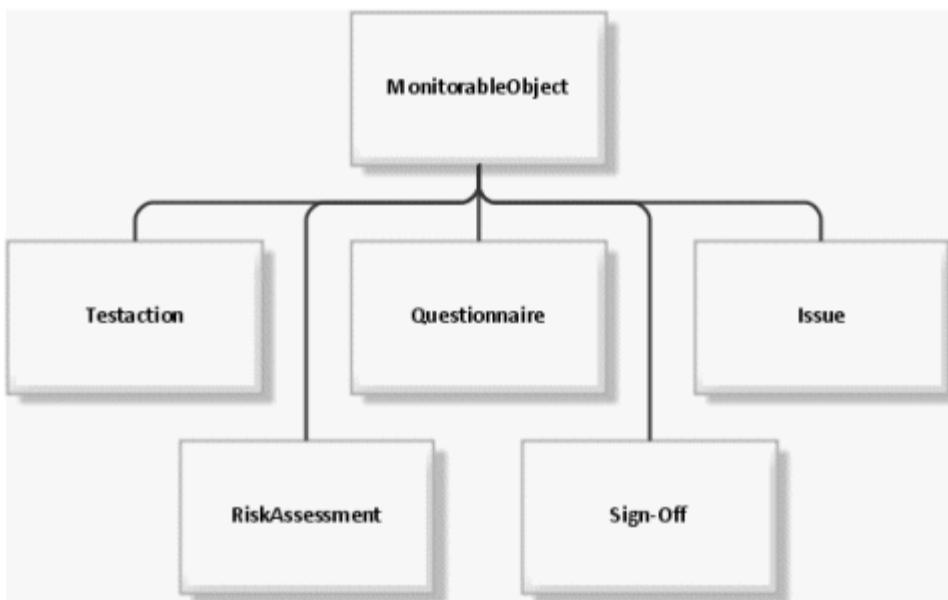 MonitorableObject
Testaction
Questionnaire
Issue
RiskAssessment
Sign-Off